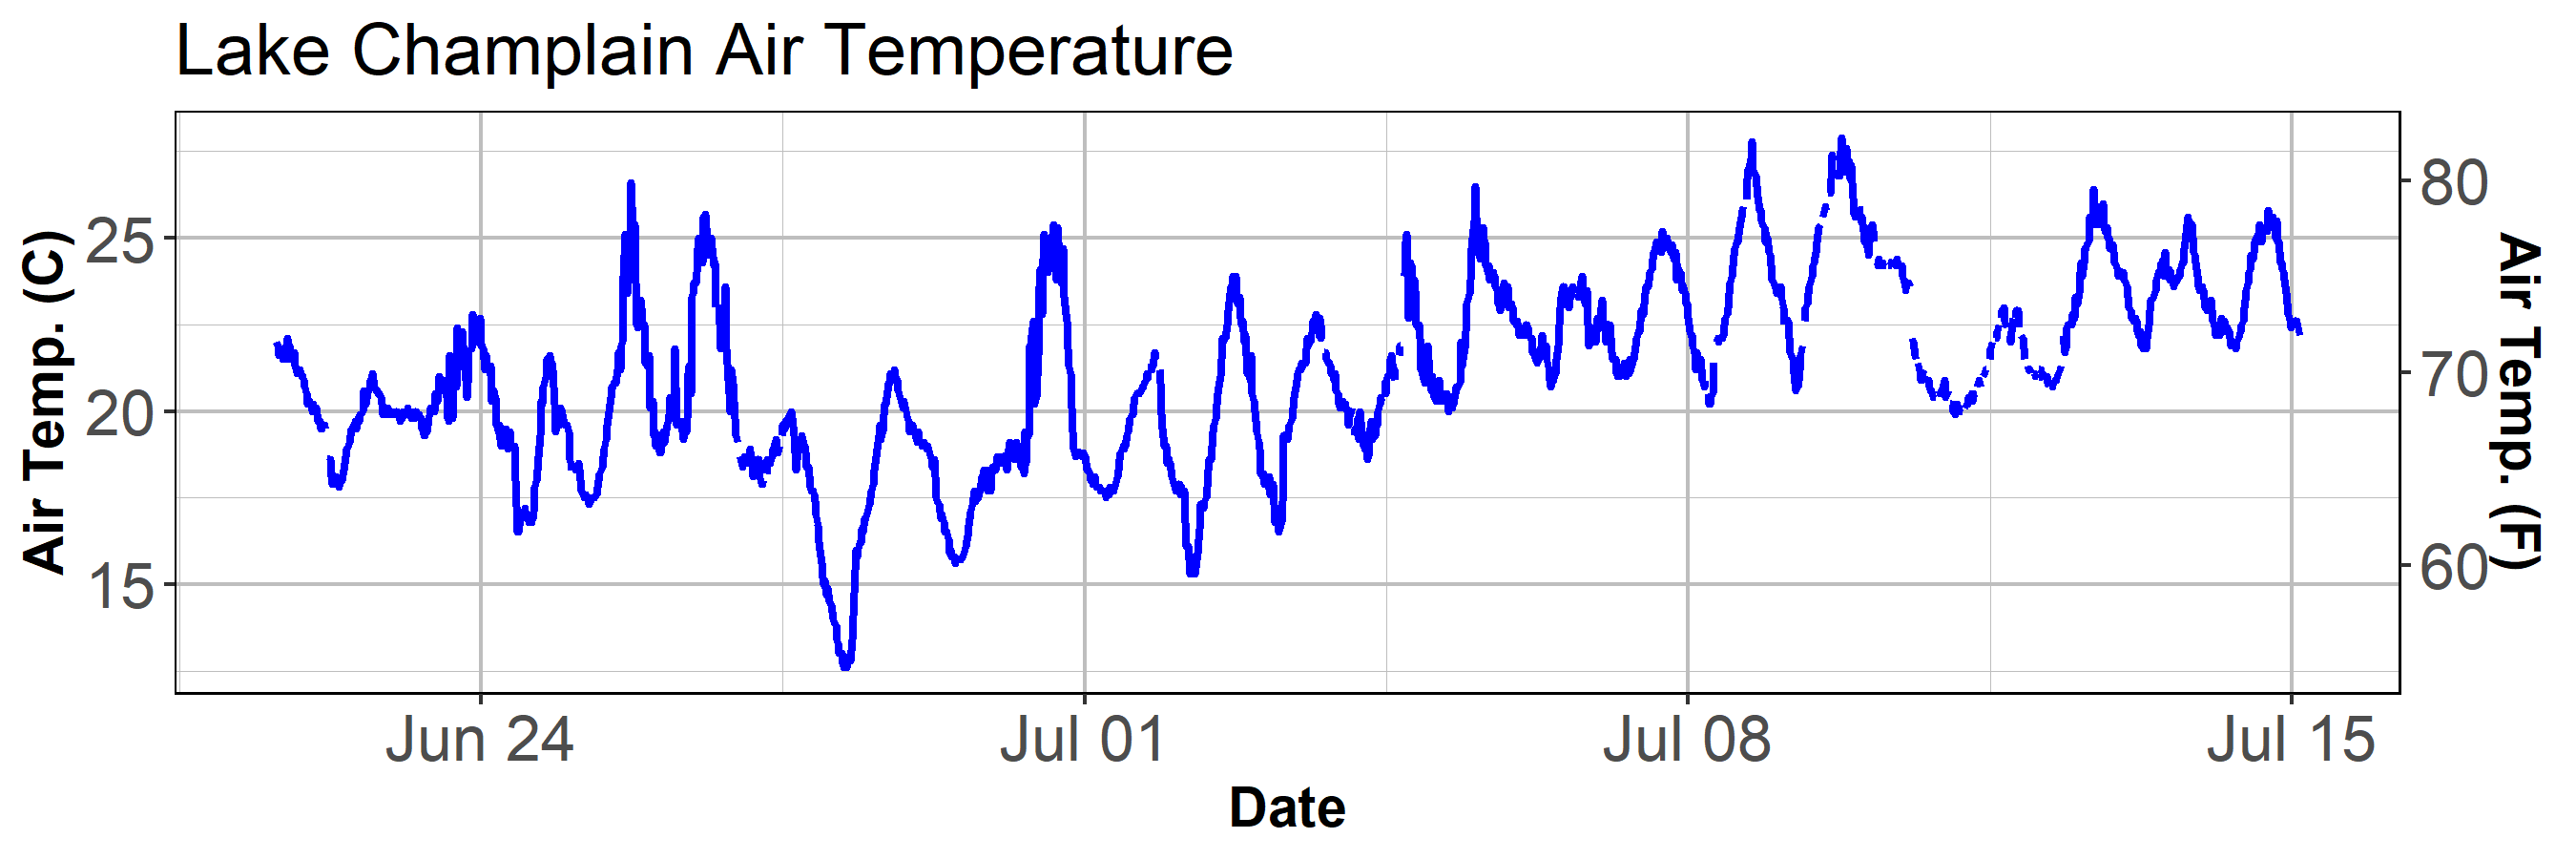 Lake Champlain Air Temperature
Air Temp. (C)
25
20
15
80
70
60
Air Temp. (F)
Jun 24
Jul 01
Jul 08
Jul 15
Date